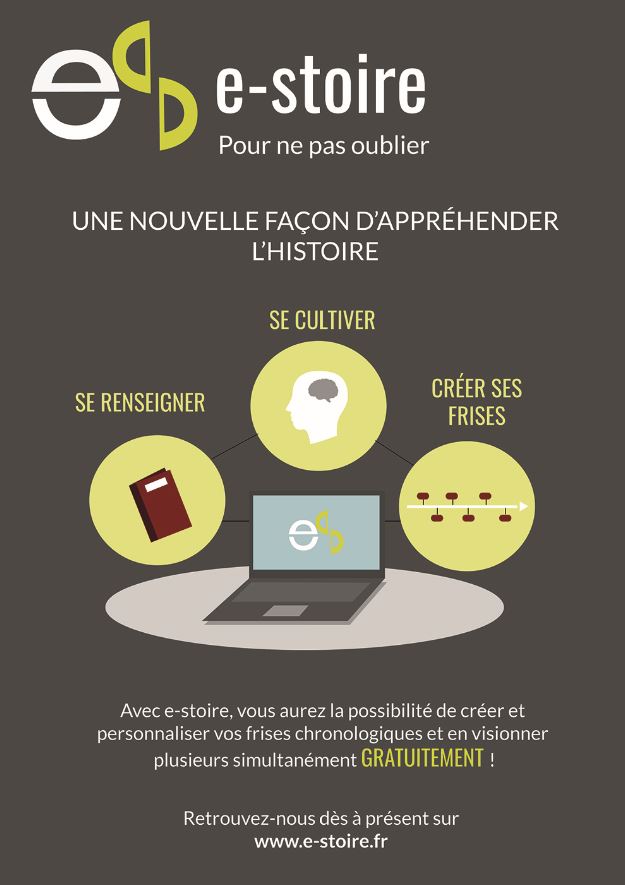 e-stoire
Pour ne pas oublier
UNE NOUVELLE FAÇON D'APPRÉHENDER
L'HISTOIRE
SE CULTIVER
SE RENSEIGNER
CRÉER SES
FRISES
Avec e-stoire, vous aurez la possibilité de créer et
personnaliser vos frises chronologiques et en visionner
plusieurs simultanément GRATUITEMENT !
Retrouvez-nous dès à présent sur
www.e-stoire.fr